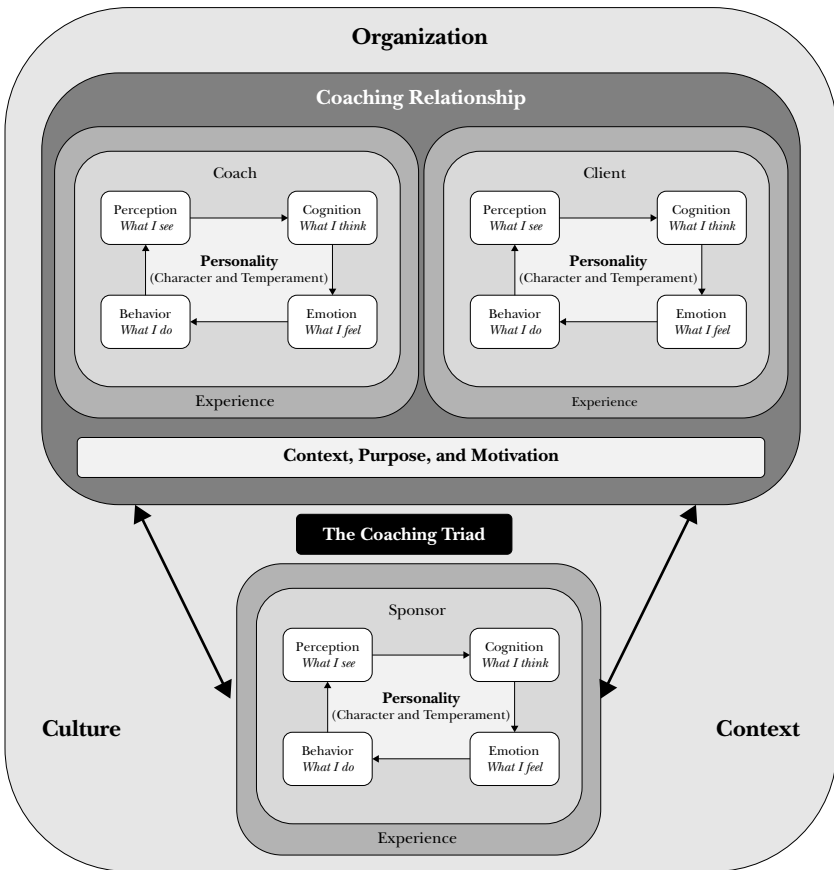 Organization
Coaching Relationship
Coach
Perception
What I see
Cognition
What I think
Personality
(Character and Temperament)
Behavior
What I do
Emotion
What I feel
Experience
Client
Perception
What I see
Cognition
What I think
Personality
(Character and Temperament)
Behavior
What I do
Emotion
What I feel
Experience
Context, Purpose, and Motivation
The Coaching Triad
Sponsor
Perception
What I see
Cognition
What I think
Personality
(Character and Temperament)
Behavior
What I do
Emotion
What I feel
Experience
Culture
Context